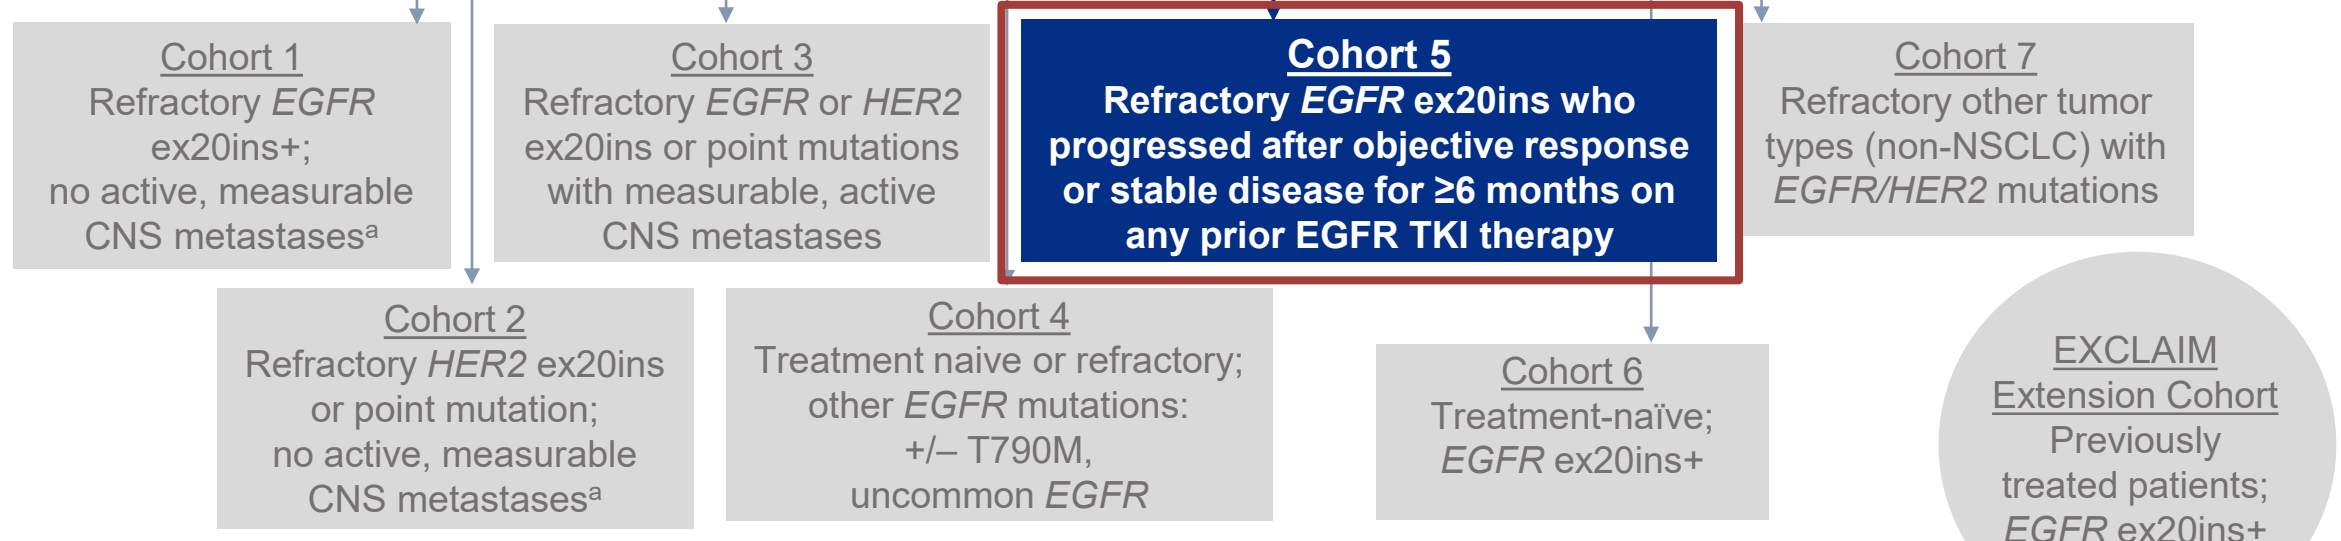 Cohort 1
Refractory EGFR
ex20ins+;
no active, measurable
CNS metastasesᵃ
Cohort 2
Refractory HER2 ex20ins
or point mutation;
no active, measurable
CNS metastasesᵃ
Cohort 3
Refractory EGFR or HER2
ex20ins or point mutations
with measurable, active
CNS metastases
Cohort 4
Treatment naive or refractory;
other EGFR mutations:
+/– T790M,
uncommon EGFR
Cohort 5
Refractory EGFR ex20ins who
progressed after objective response
or stable disease for ≥6 months on
any prior EGFR TKI therapy
Cohort 6
Treatment-naïve;
EGFR ex20ins+
Cohort 7
Refractory other tumor
types (non-NSCLC) with
EGFR/HER2 mutations
EXCLAIM
Extension Cohort
Previously
treated patients;
EGFR ex20ins+